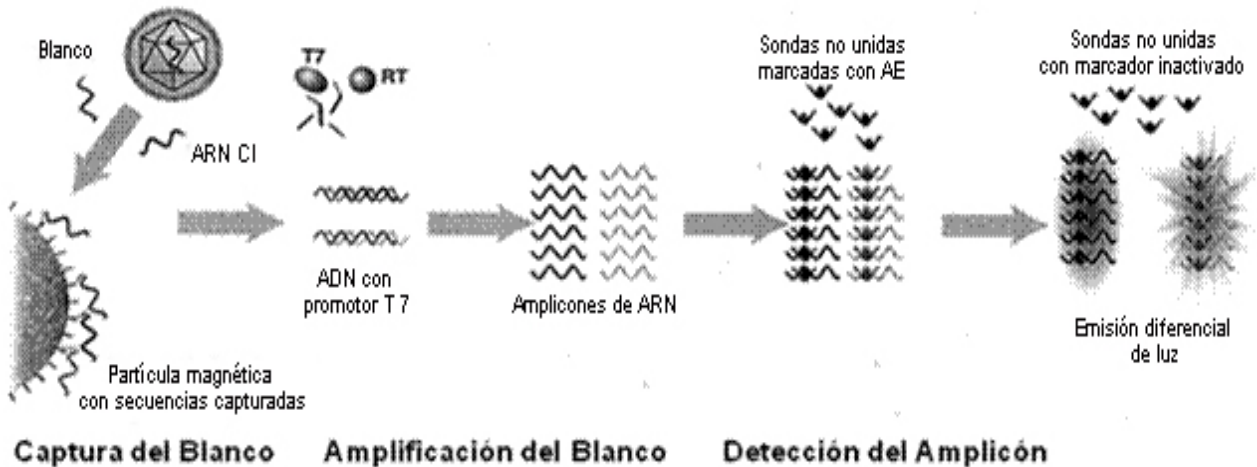 Blanco
ARN CI
T7
RT
Sondas no unidas
marcadas con AE
Sondas no unidas
con marcador inactivado
ADN con
promotor T 7
Amplicones de ARN
Emisión diferencial
de luz
Partícula magnética
con secuencias capturadas
Captura del Blanco
Amplificación del Blanco
Detección del Amplicón